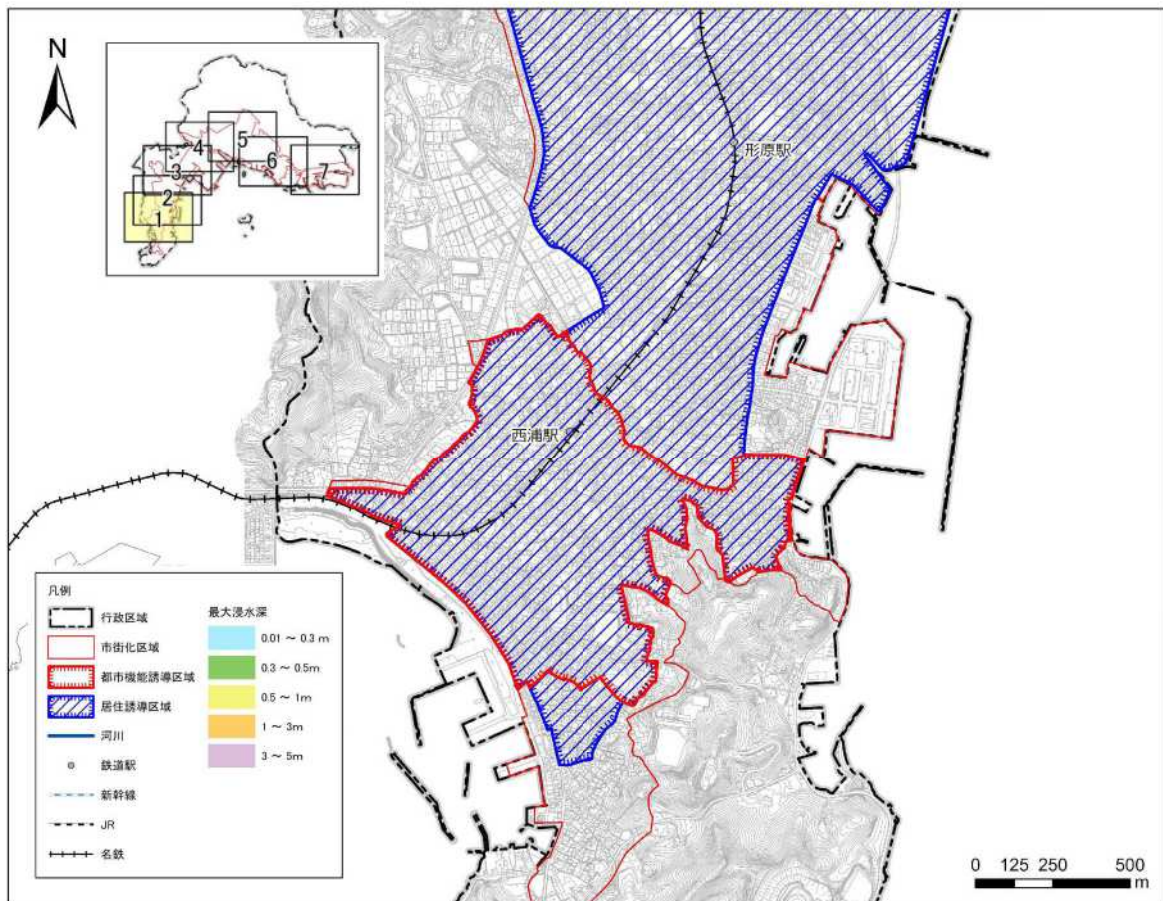 N
5
4
6
3
7
2
1
形原駅
西浦駅
凡例
行政区域
市街化区域
都市機能誘導区域
居住誘導区域
河川
鉄道駅
新幹線
JR
名鉄
最大浸水深
0.01 ～ 0.3 m
0.3 ～ 0.5m
0.5 ～ 1m
1 ～ 3m
3 ～ 5m
0 125 250 500
m